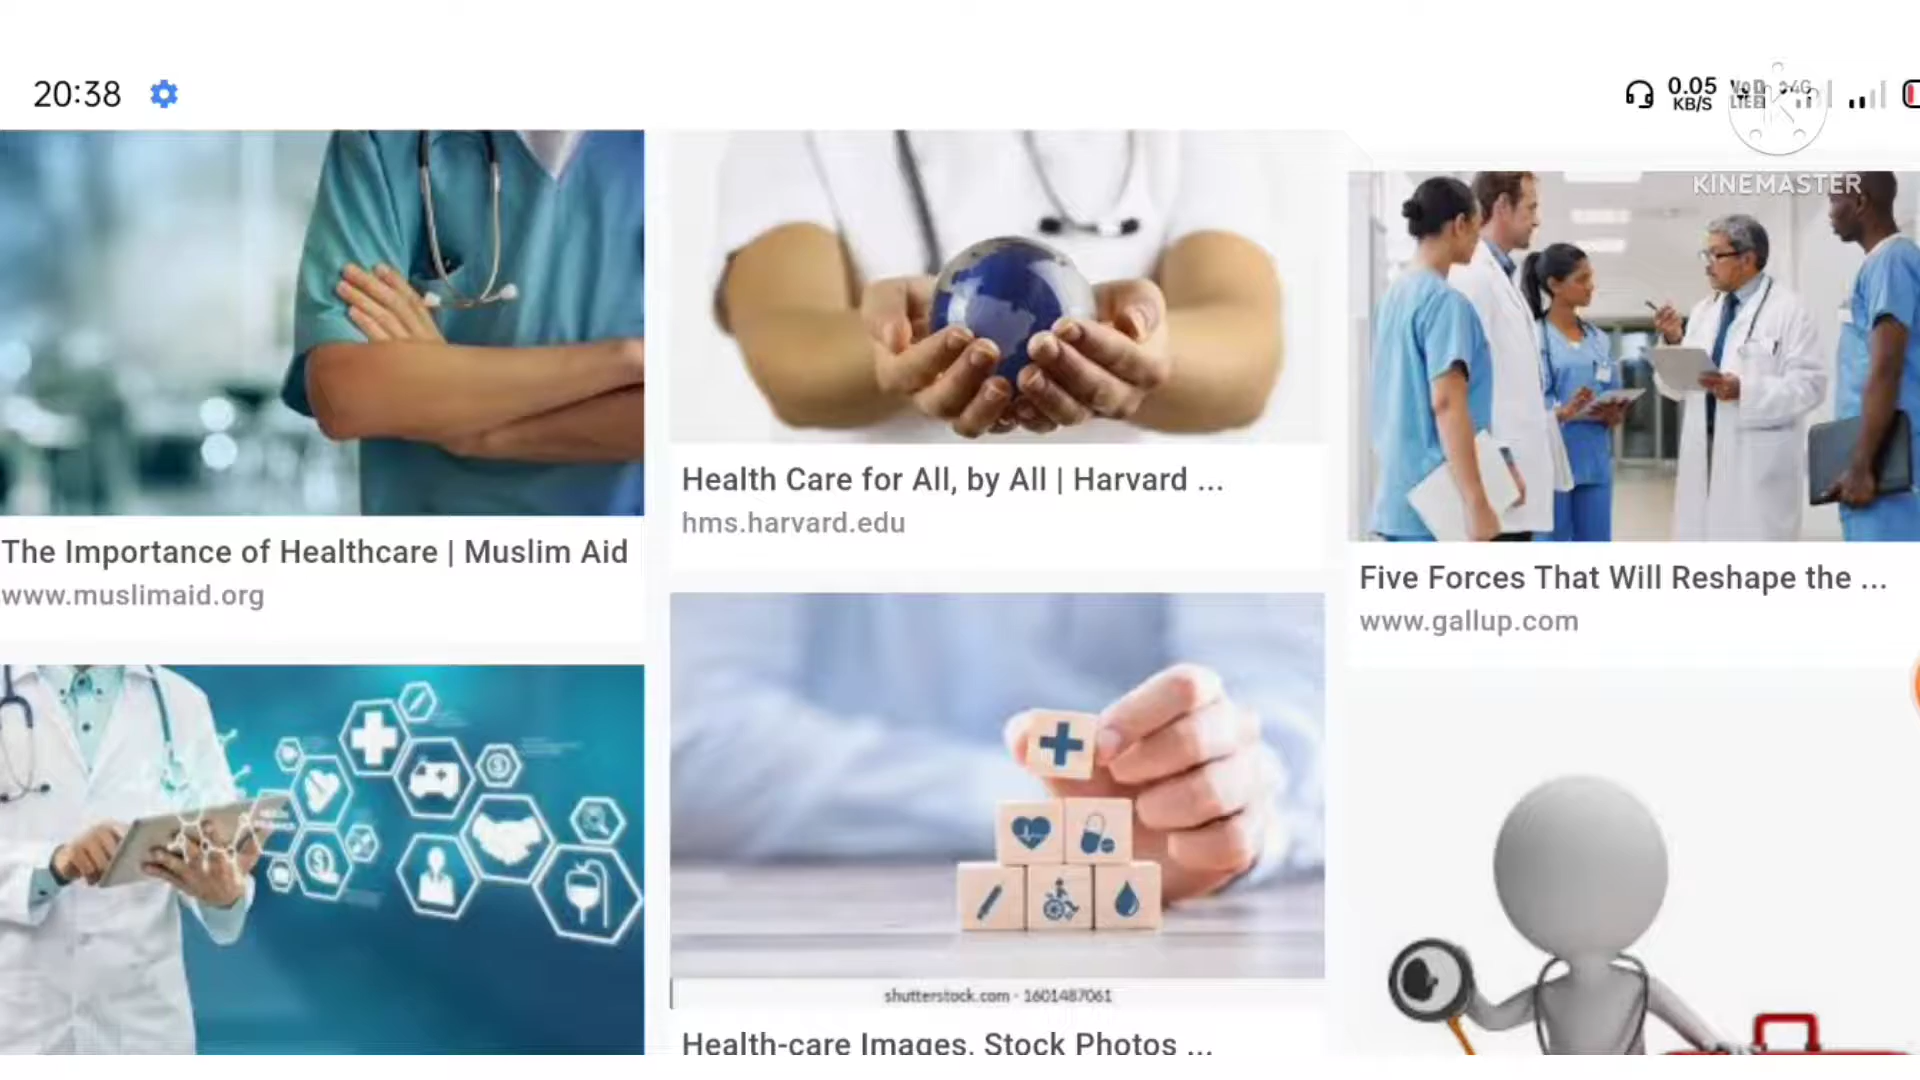 20:38
0.05
KB/S
4G
KINEMASTER
The Importance of Healthcare | Muslim Aid
www.muslimaid.org
Health Care for All, by All | Harvard ...
hms.harvard.edu
Five Forces That Will Reshape the ...
www.gallup.com
shutterstock.com · 1601487061
Health-care Images, Stock Photos ...